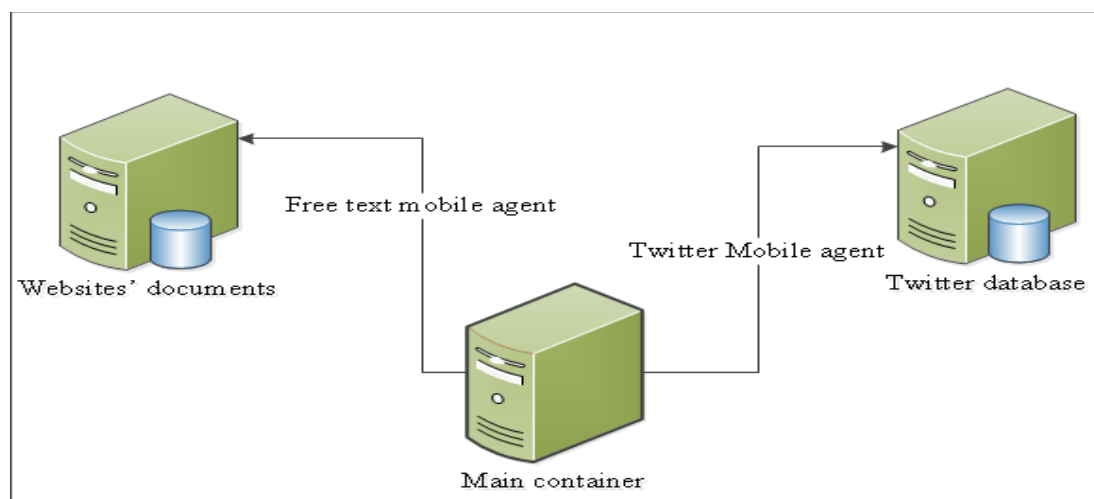 Free text mobile agent
Twitter Mobile agent
Websites’ documents
Twitter database
Main container